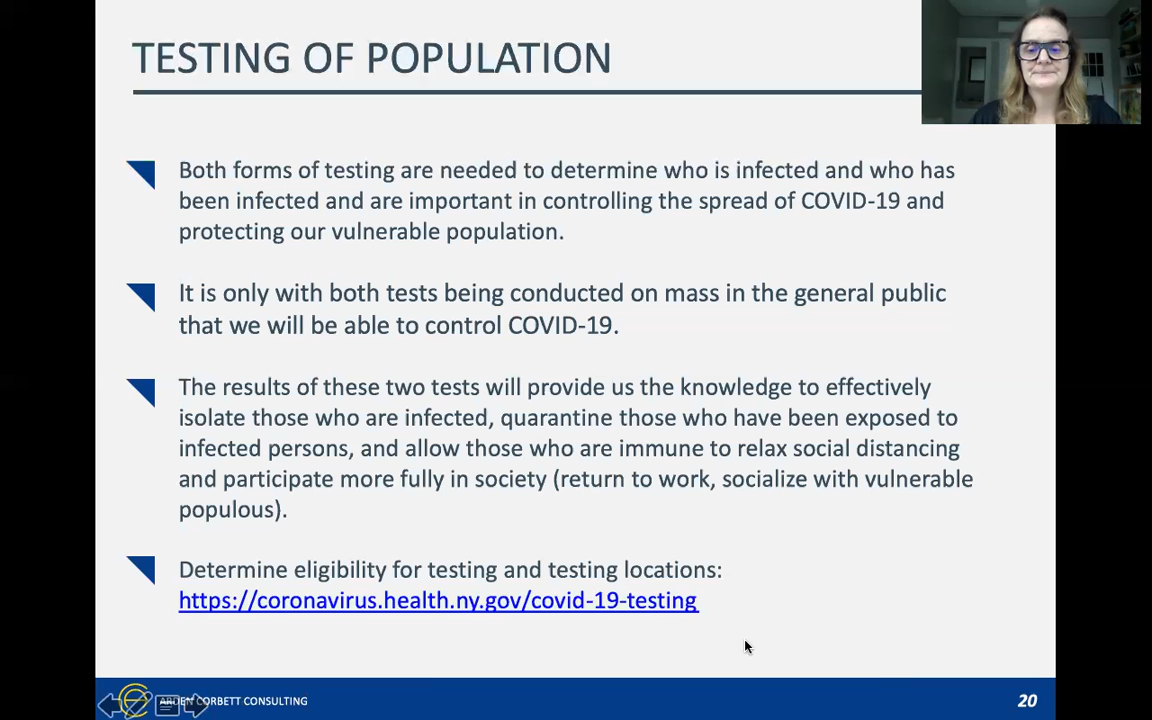 TESTING OF POPULATION
Both forms of testing are needed to determine who is infected and who has
been infected and are important in controlling the spread of COVID-19 and
protecting our vulnerable population.
It is only with both tests being conducted on mass in the general public
that we will be able to control COVID-19.
The results of these two tests will provide us the knowledge to effectively
isolate those who are infected, quarantine those who have been exposed to
infected persons, and allow those who are immune to relax social distancing
and participate more fully in society (return to work, socialize with vulnerable
populous).
Determine eligibility for testing and testing locations:
https://coronavirus.health.ny.gov/covid-19-testing
ARDEN CORBETT CONSULTING
20